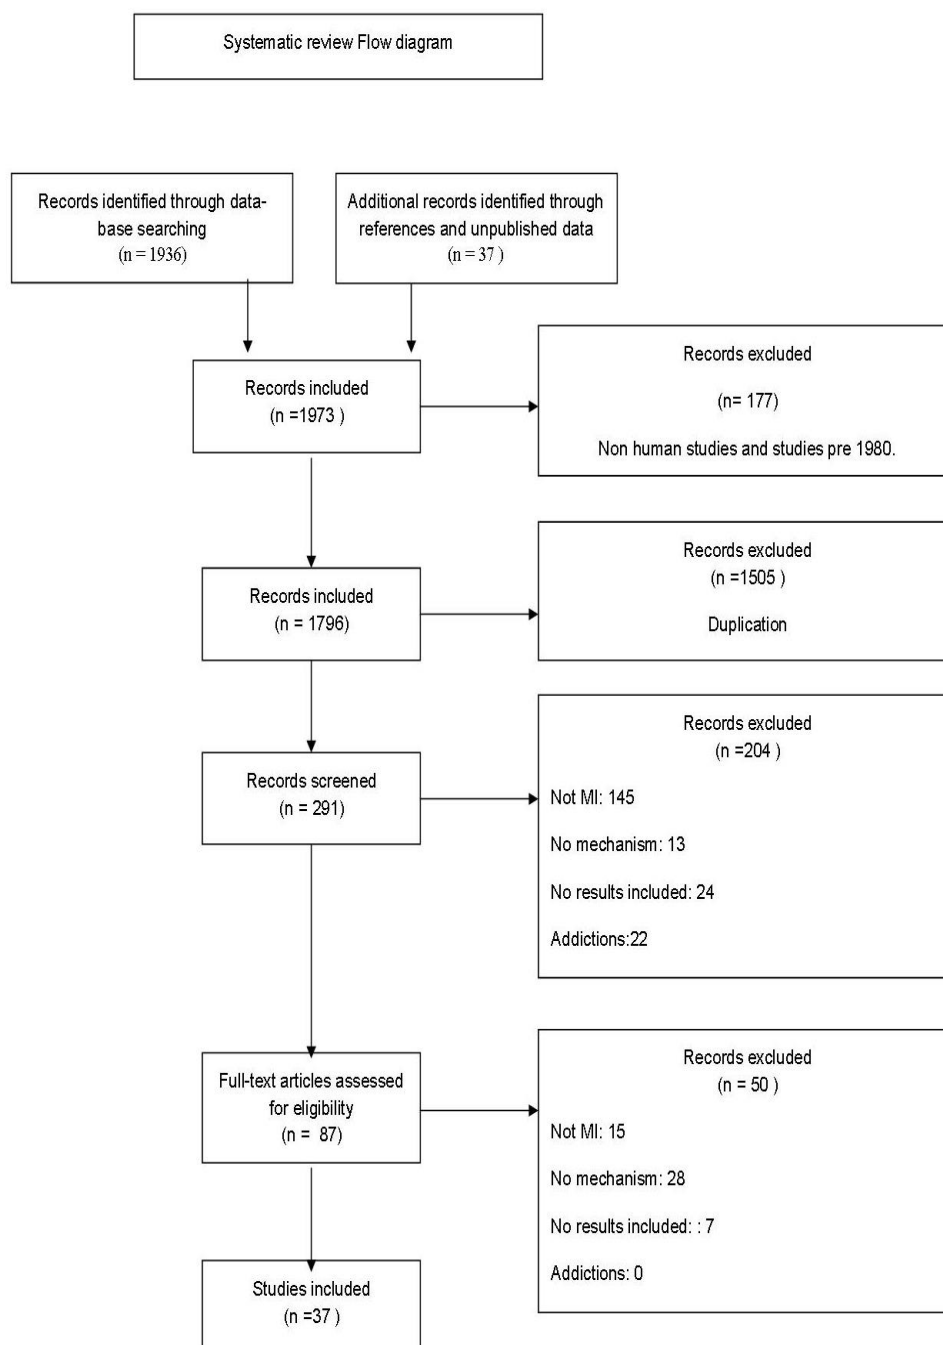 Systematic review Flow diagram
Records identified through data-
base searching
(n = 1936)
Additional records identified through
references and unpublished data
(n = 37 )
Records included
(n =1973 )
Records excluded
(n= 177)
Non human studies and studies pre 1980.
Records included
(n = 1796)
Records excluded
(n =1505 )
Duplication
Records screened
(n = 291)
Records excluded
(n =204 )
Not MI: 145
No mechanism: 13
No results included: 24
Addictions:22
Full-text articles assessed
for eligibility
(n =  87)
Records excluded
(n = 50 )
Not MI: 15
No mechanism: 28
No results included: : 7
Addictions: 0
Studies included
(n =37 )